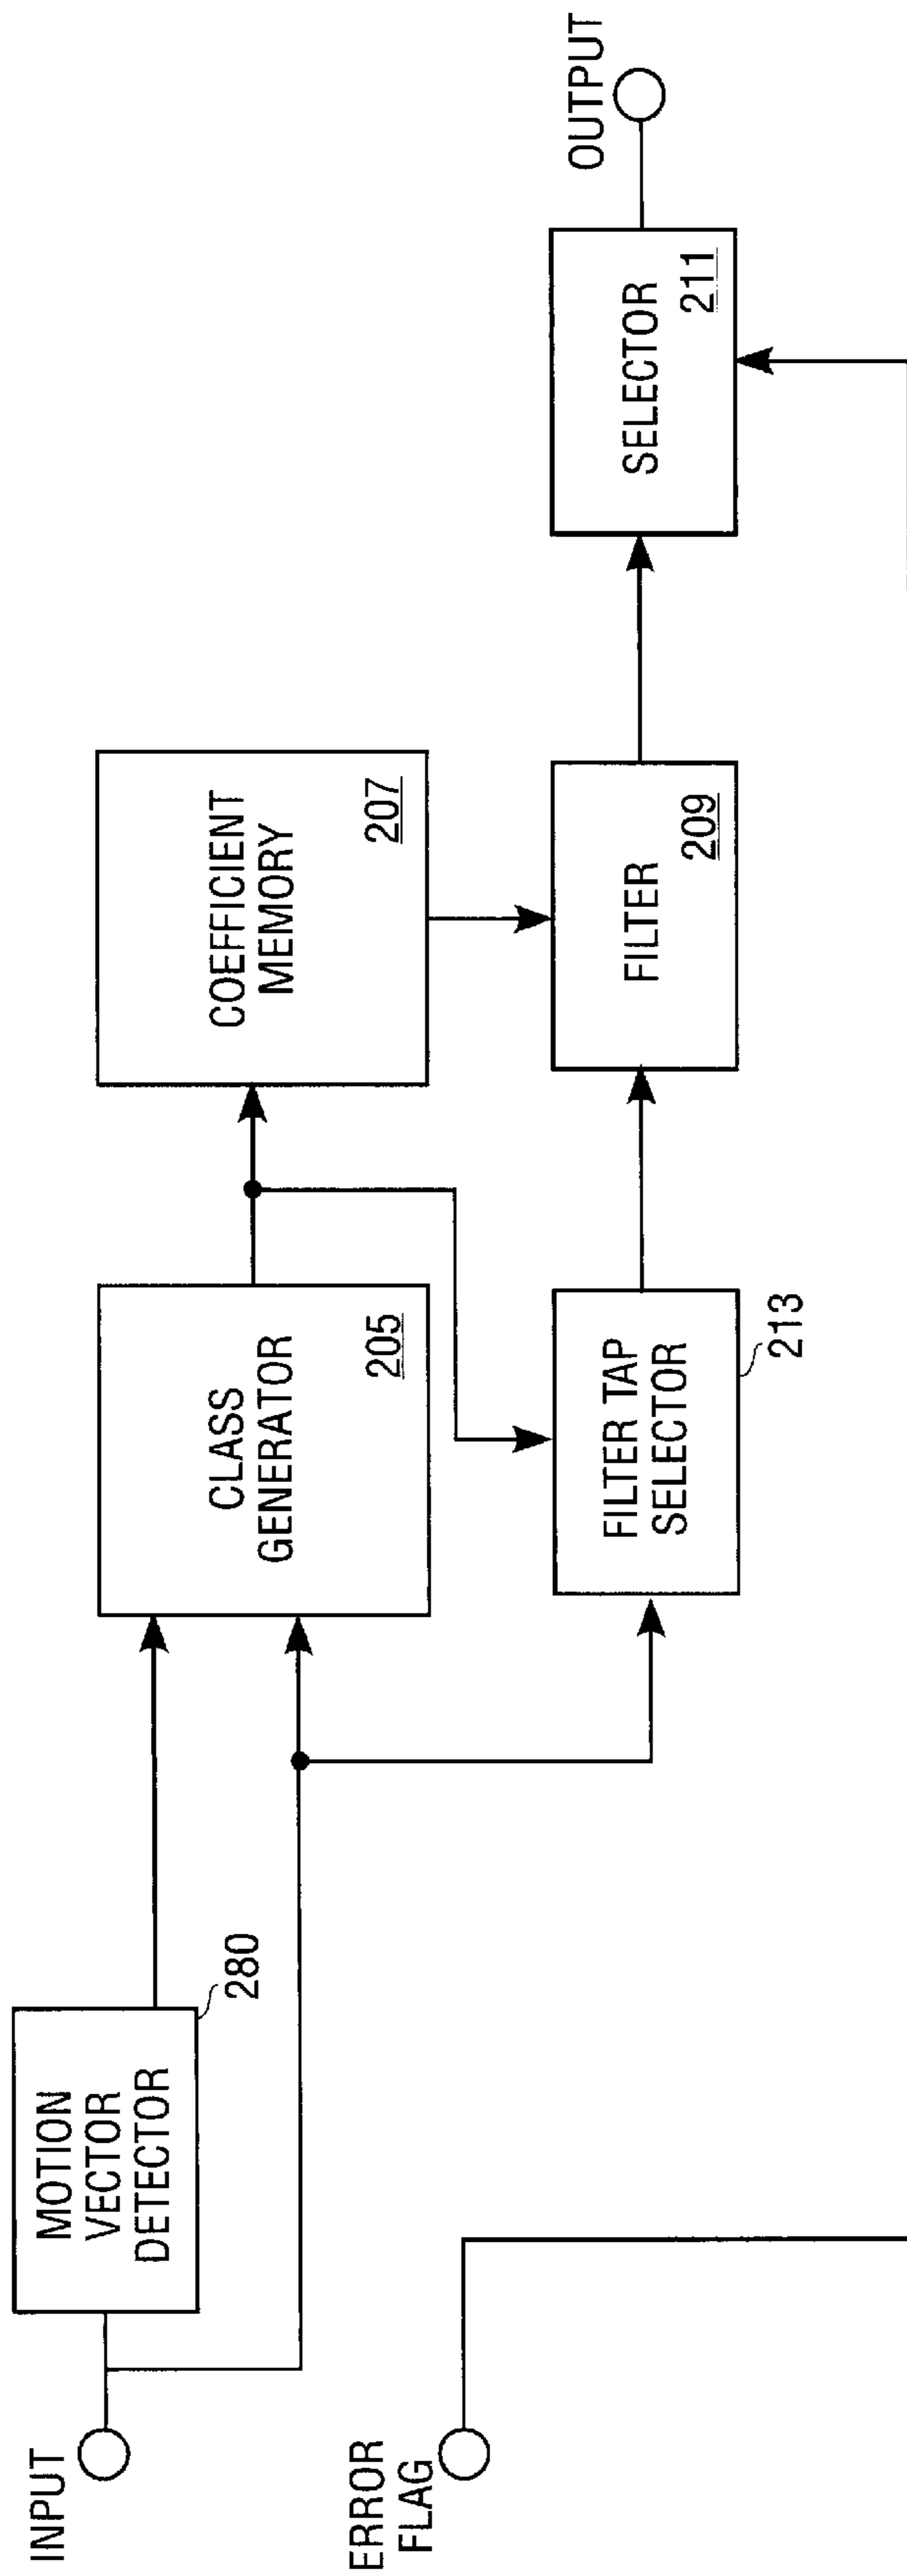 INPUT
MOTION
VECTOR
DETECTOR
280
CLASS
GENERATOR
205
COEFFICIENT
MEMORY
207
ERROR
FLAG
FILTER TAP
SELECTOR
213
FILTER
209
SELECTOR
211
OUTPUT